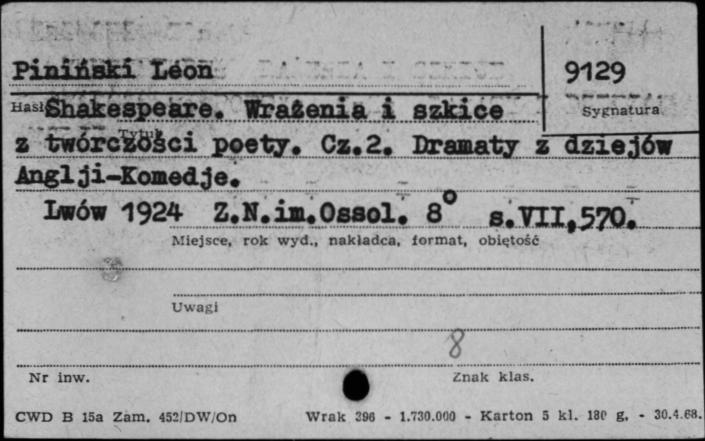 Piniński Leon
9129
Hasło
Shakespeare. Wrażenia i szkice
Sygnatura
Tytuł
z twórczości poety. Cz.2. Dramaty z dziejów
Anglji-Komedje.
Lwów 1924 Z.N.im.Ossol. 8° s.VII,570.
Miejsce, rok wyd., nakładca, format, objętość
Uwagi
8
Nr inw.
Znak klas.
CWD B 15a Zam. 452/DW/On
Wrak 296 - 1.730.000 - Karton 5 kl. 180 g. - 30.4.68.